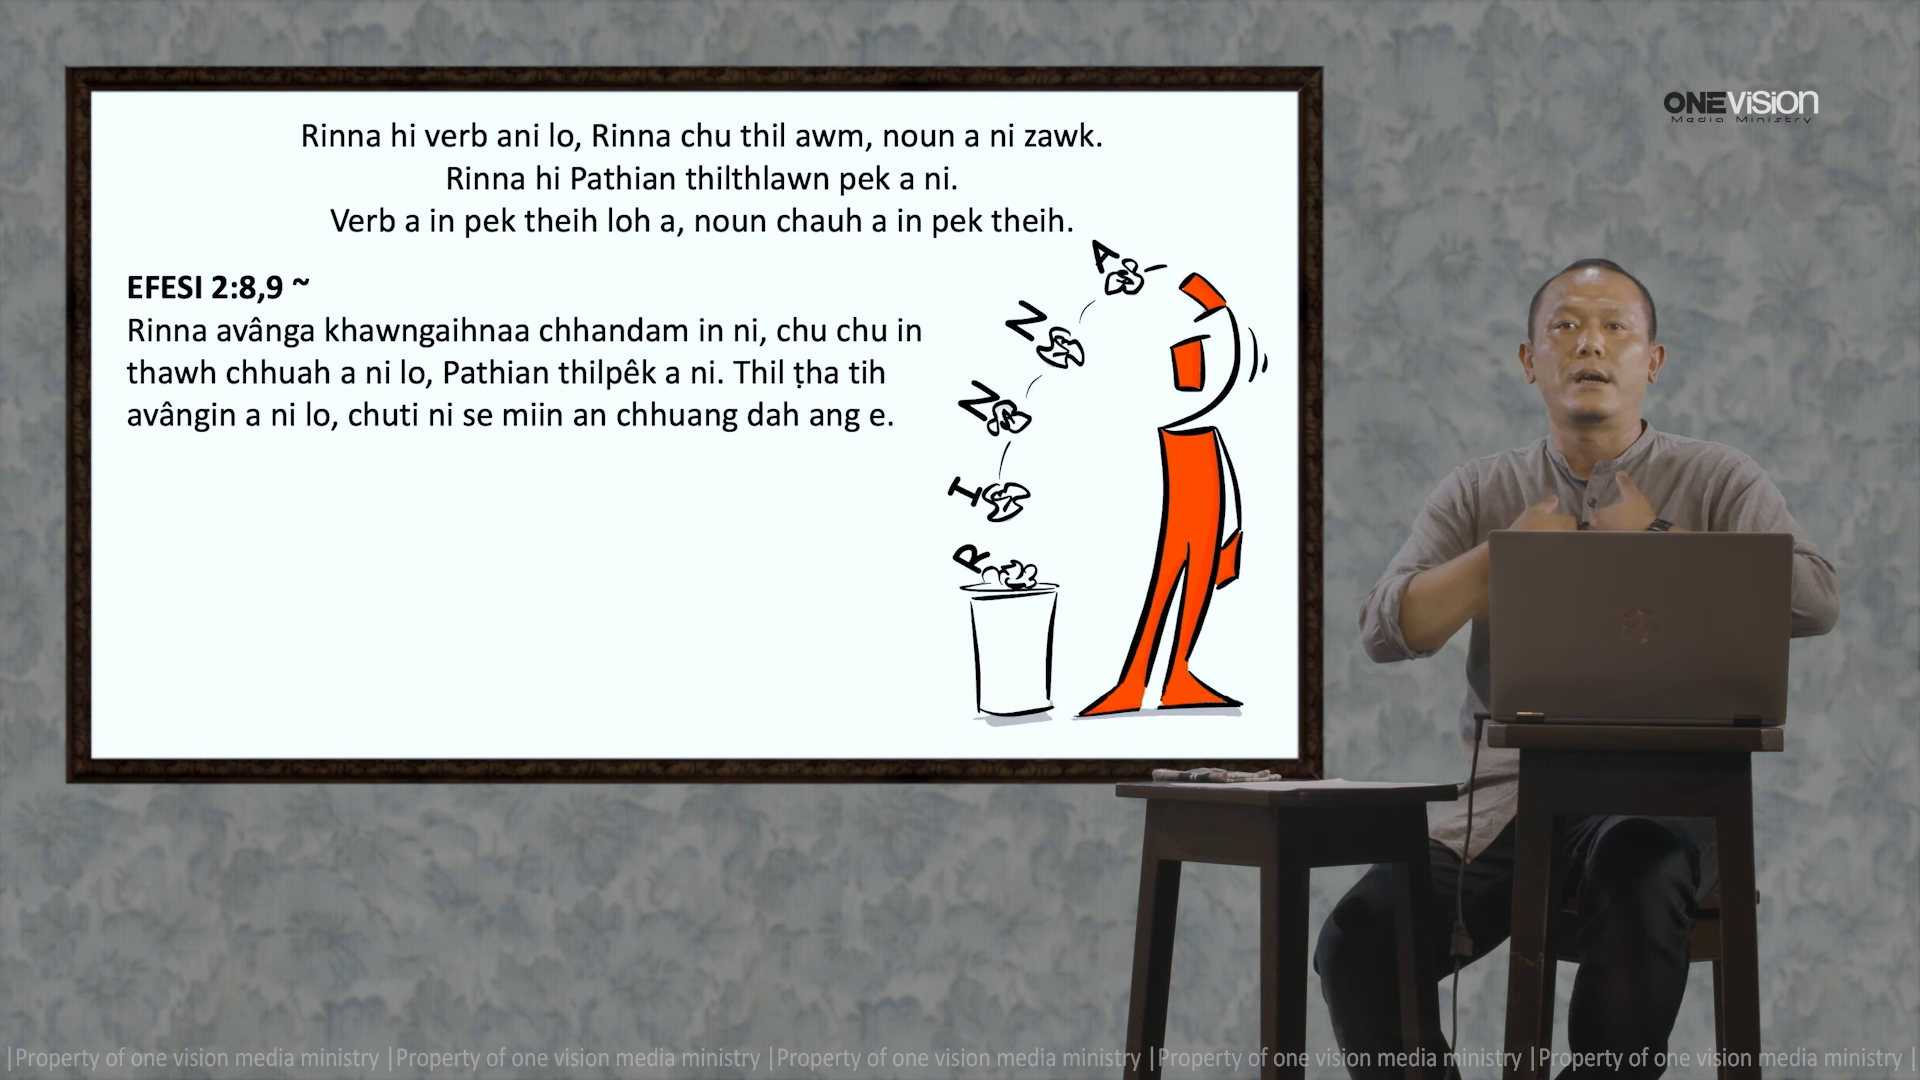 Rinna hi verb ani lo, Rinna chu thil awm, noun a ni zawk.
Rinna hi Pathian thilthlawn pek a ni.
Verb a in pek theih loh a, noun chauh a in pek theih.
EFESI 2:8,9 ~
Rinna avânga khawngaihnaa chhandam in ni, chu chu in
thawh chhuah a ni lo, Pathian thilpêk a ni. Thil ṭha tih
avângin a ni lo, chuti ni se miin an chhuang dah ang e.
A
N
N
I
R
ONEVISION
Media Ministry
|Property of one vision media ministry |Property of one vision media ministry |Property of one vision media ministry |Property of one vision media ministry |Property of one vision media ministry |